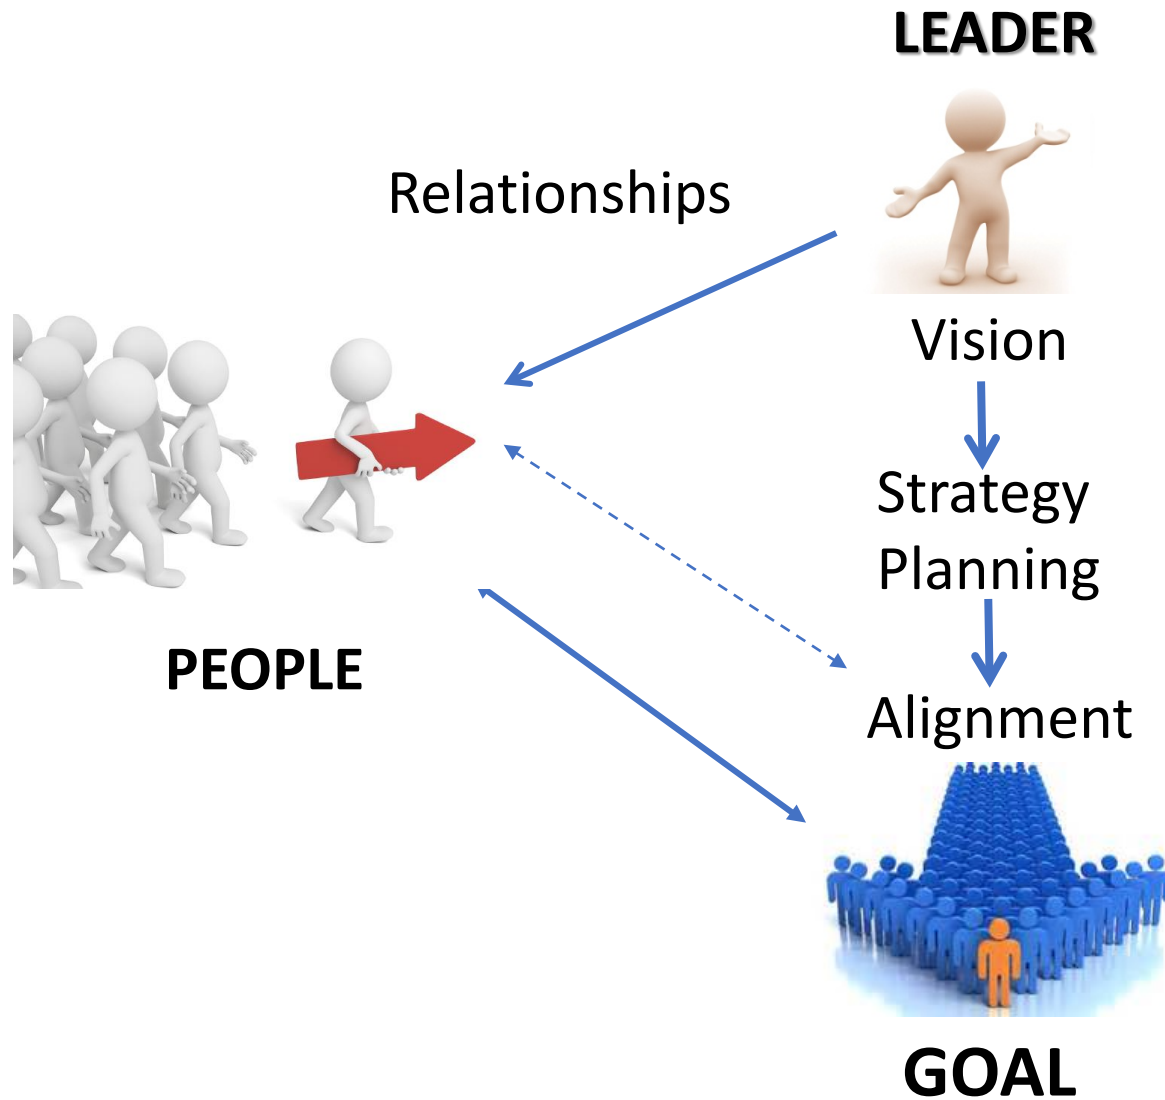 LEADER
Relationships
Vision
Strategy
Planning
PEOPLE
Alignment
GOAL